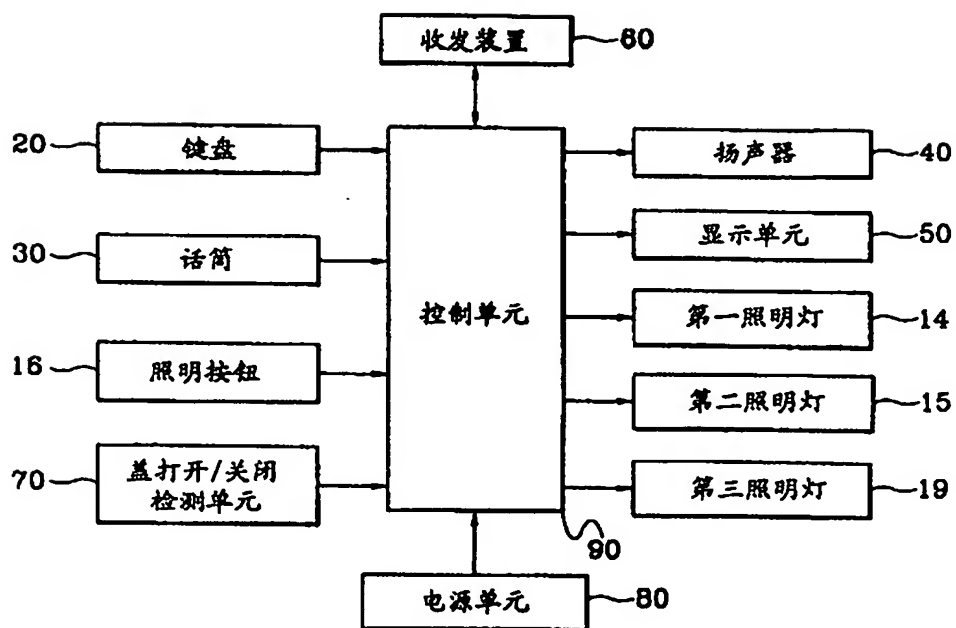 收发装置 60
20 键盘
扬声器 40
30 话筒
显示单元 50
控制单元
第一照明灯 14
16 照明按钮
第二照明灯 15
70 盖打开/关闭
检测单元
第三照明灯 19
90
电源单元 80